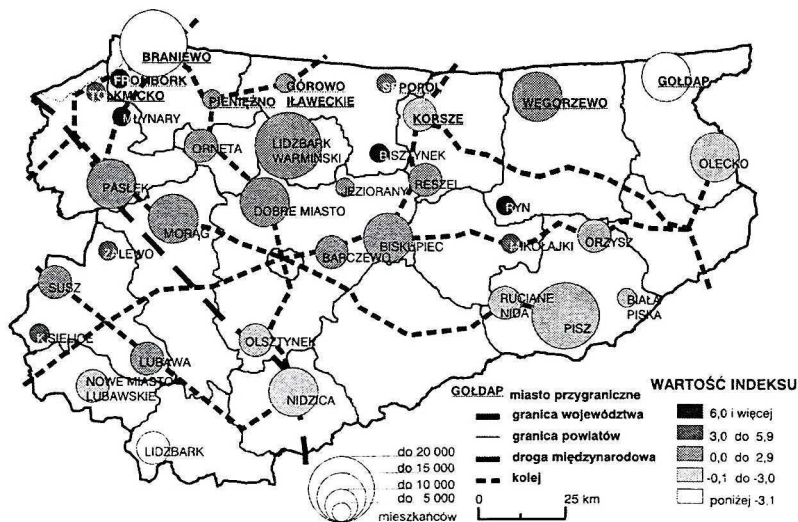 BRANIEWO
FROMBORK
TOLKMICKO
MŁYNARY
PIENIĘŻNO
GÓROWO
IŁAWECKIE
SĘPOPOL
KORSZE
WĘGORZEWO
GOŁDAP
ORNETA
LIDZBARK
WARMIŃSKI
BISZTYNEK
OLECKO
PASŁĘK
JEZIORANY
RESZEL
DOBRE MIASTO
RYN
MORĄG
BISKUPIEC
BARCZEWO
MIKOŁAJKI
ORZYSZ
ZALEWO
SUSZ
RUCIANE
NIDA
BIAŁA
PISKA
PISZ
KISIELICE
OLSZTYNEK
LUBAWA
NOWE MIASTO
LUBAWSKIE
NIDZICA
LIDZBARK
GOŁDAP miasto przygraniczne
granica województwa
granica powiatów
droga międzynarodowa
kolej
0 25 km
do 20 000
do 15 000
do 10 000
do 5 000
mieszkańców
WARTOŚĆ INDEKSU
6,0 i więcej
3,0 do 5,9
0,0 do 2,9
-0,1 do -3,0
poniżej -3.1